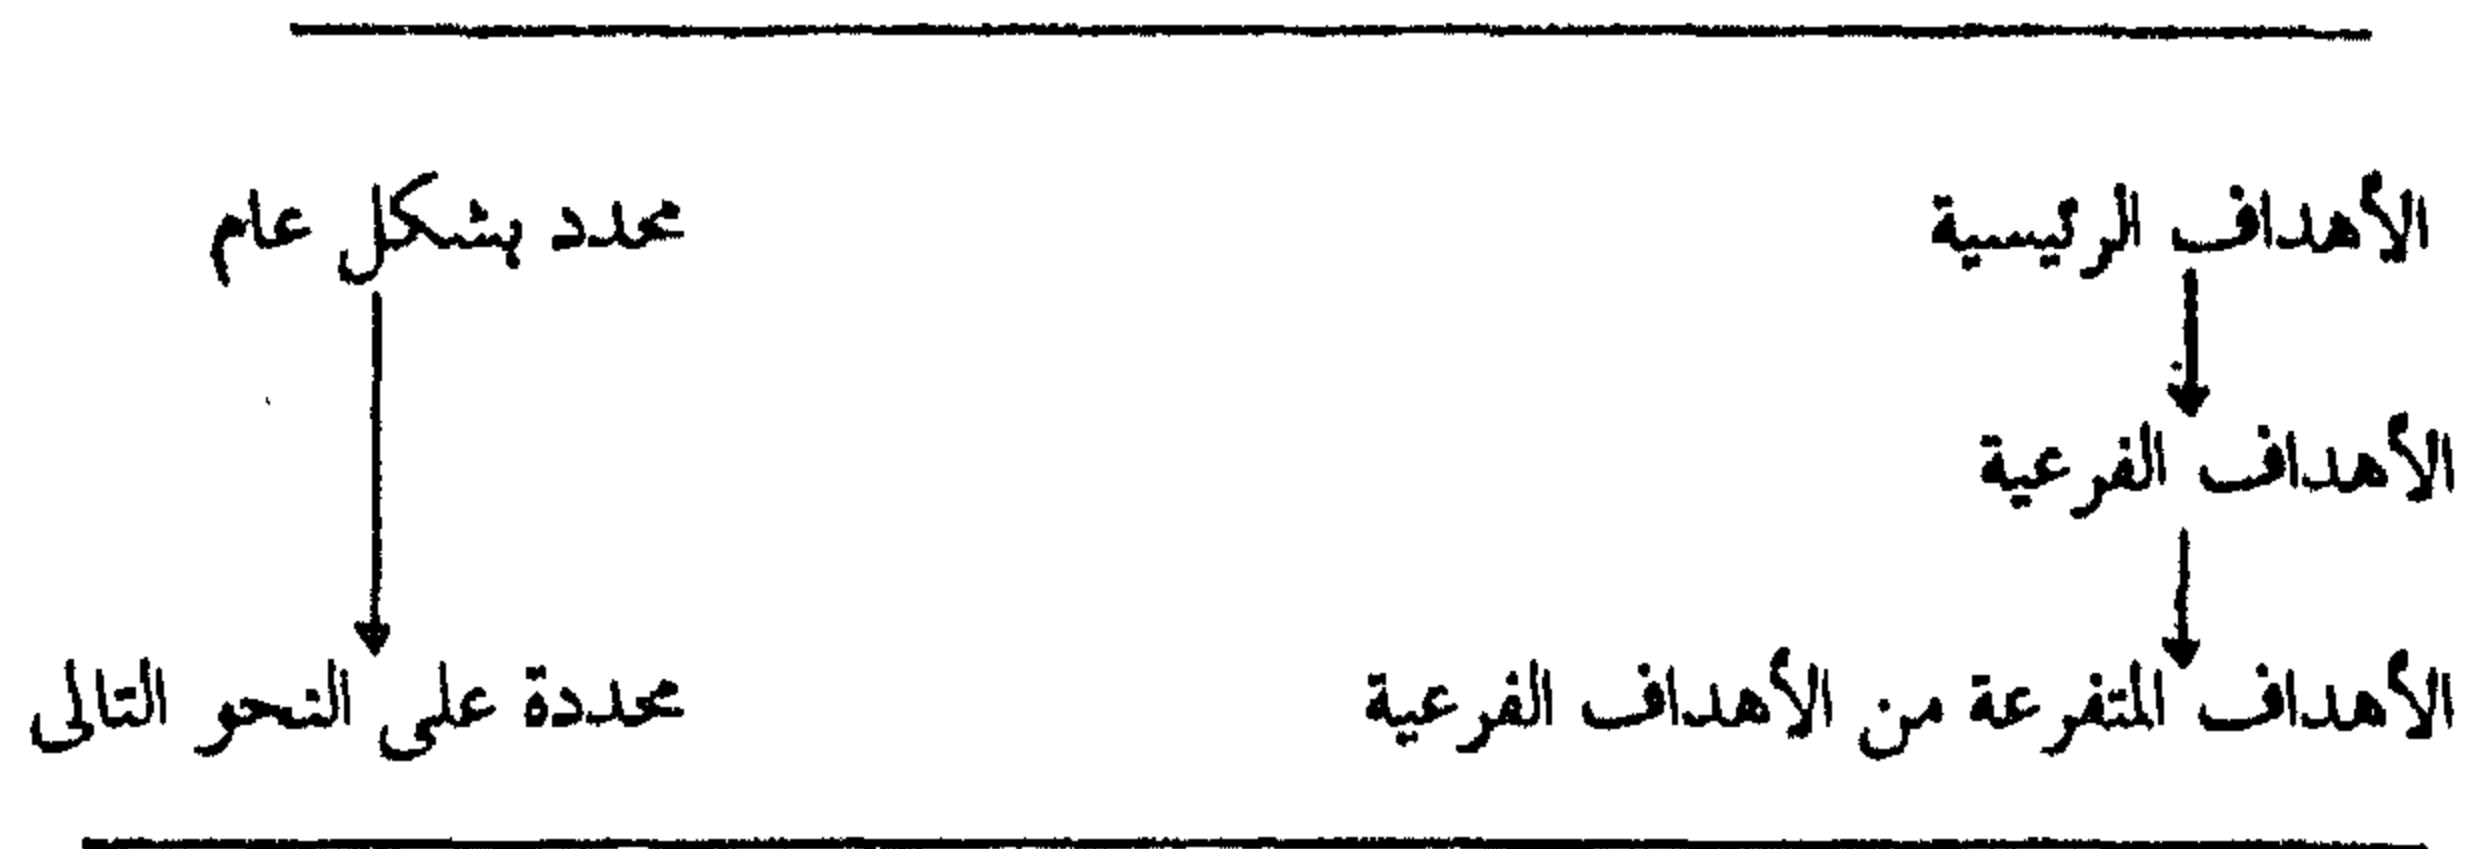 الأهداف الرئيسية محدد بشكل عام
الأهداف الفرعية
الأهداف المتفرعة من الأهداف الفرعية محددة على النحو التالى